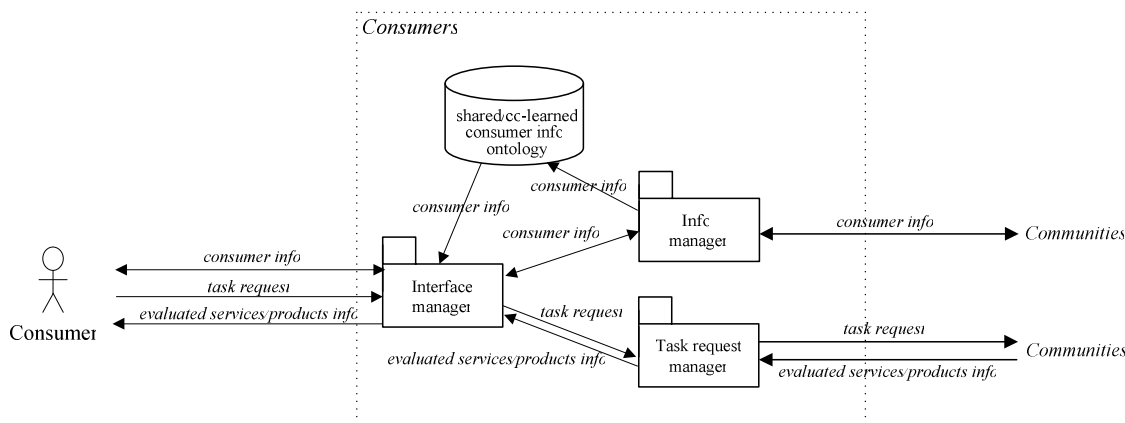 Consumers
shared/co-learned
consumer info
ontology
consumer info
consumer info
consumer info
Info
manager
consumer info
Communities
consumer info
task request
evaluated services/products info
Consumer
Interface
manager
task request
evaluated services/products info
Task request
manager
task request
Communities
evaluated services/products info